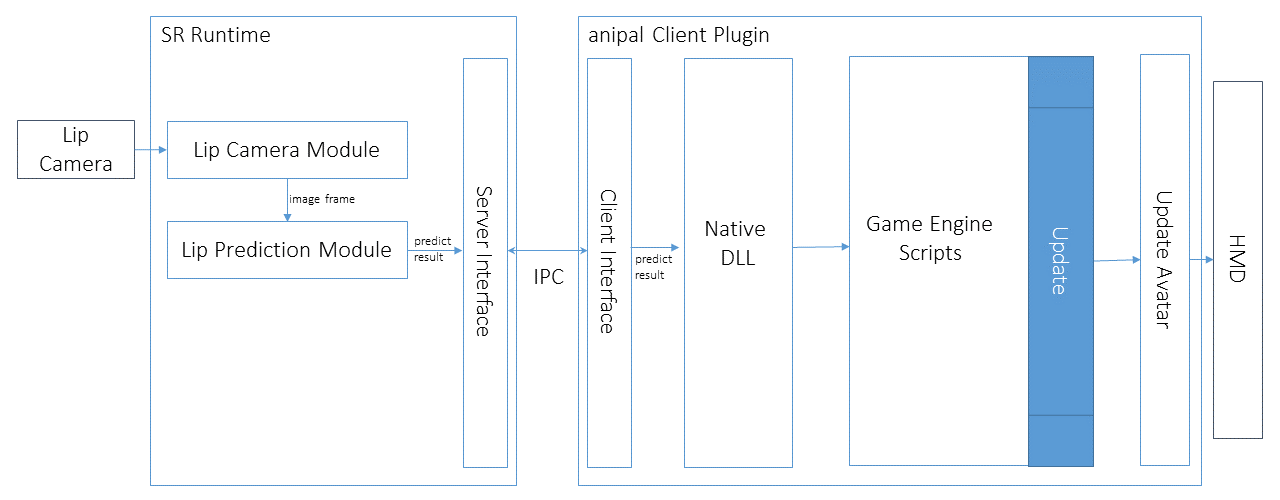 SR Runtime
anipal Client Plugin
Lip
Camera
Lip Camera Module
image frame
Lip Prediction Module
predict
result
Server Interface
IPC
Client Interface
predict
result
Native
DLL
Game Engine
Scripts
Update
Update Avatar
HMD